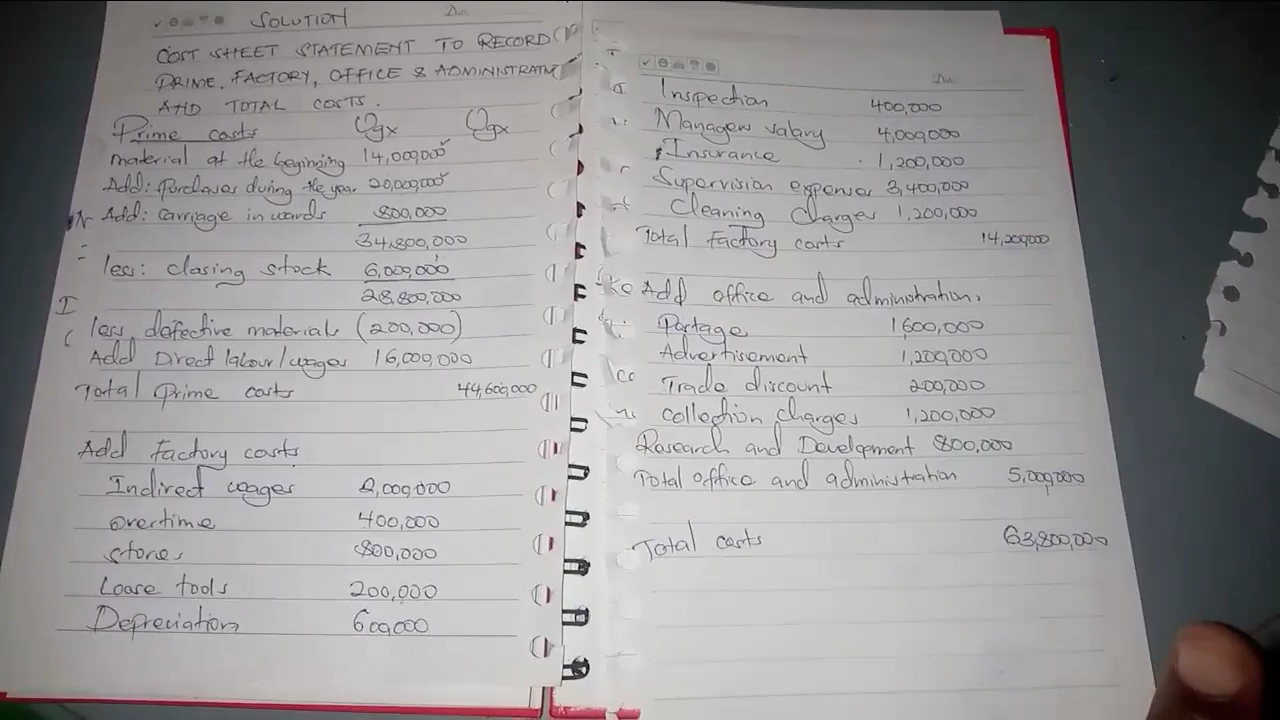 SOLUTION
COST SHEET STATEMENT TO RECORD
PRIME, FACTORY, OFFICE & ADMINISTRATN
AND TOTAL COSTS.
Prime costs Ugx Ugx
material at the beginning 14,000,000
Add: Purchases during the year 20,000,000
Add: Carriage inwards 800,000
34,800,000
less: closing stock 6,000,000
28,800,000
less defective materials (200,000)
Add Direct labour/wages 16,000,000
Total prime costs 44,600,000
Add factory costs
Indirect wages 2,000,000
overtime 400,000
stores 800,000
Loose tools 200,000
Depreciation 600,000
Inspection 400,000
Managers salary 4,000,000
Insurance 1,200,000
Supervision expenses 3,400,000
Cleaning Charges 1,200,000
Total factory costs 14,200,000
Add office and administration.
Portage 1600,000
Advertisement 1,200,000
Trade discount 200,000
collection charges 1,200,000
Research and Development 800,000
Total office and administration 5,000,000
Total costs 63,800,000